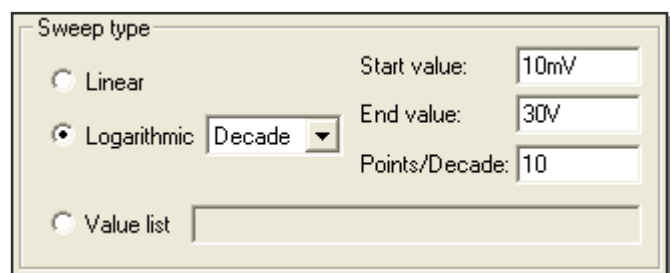 Sweep type
Linear
Start value: 10mV
Logarithmic Decade
End value: 30V
Points/Decade: 10
Value list